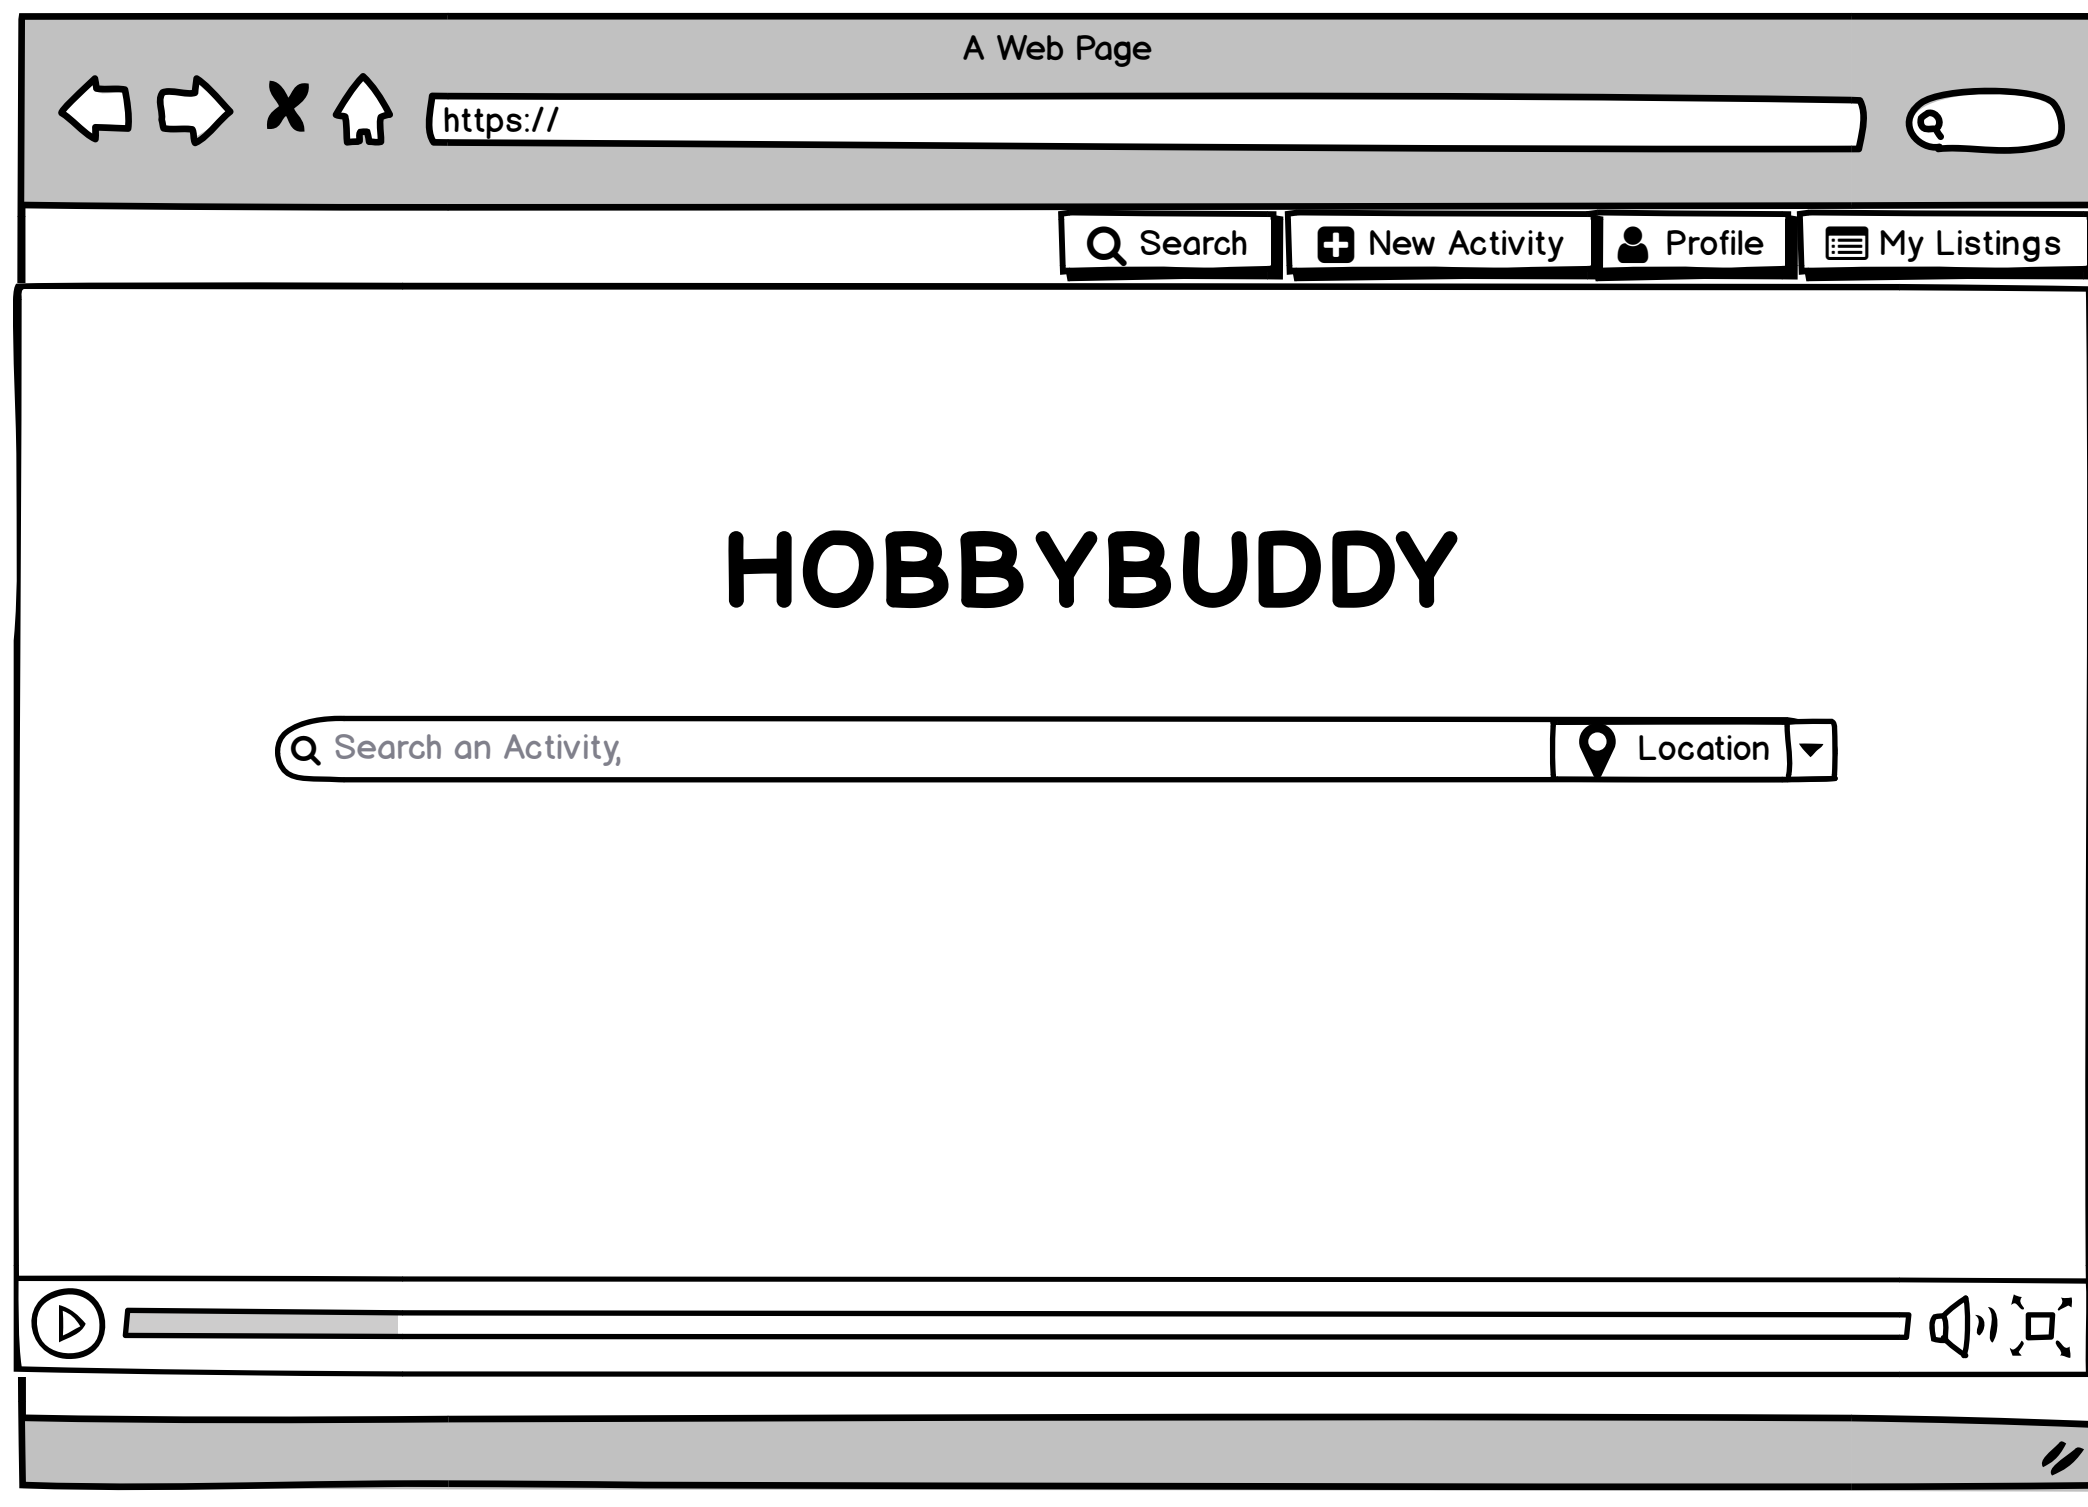 A Web Page
https://
Search New Activity Profile My Listings
HOBBYBUDDY
Search an Activity, Location